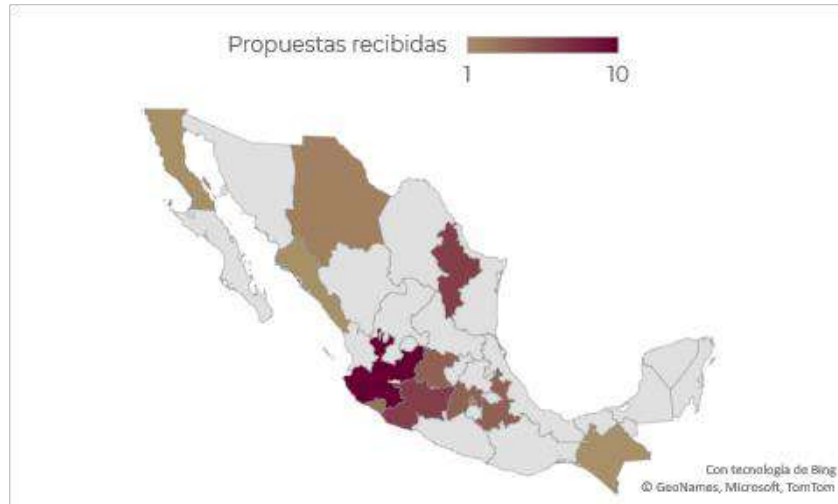 Propuestas recibidas
1 10
Con tecnología de Bing
© GeoNames, Microsoft, TomTom